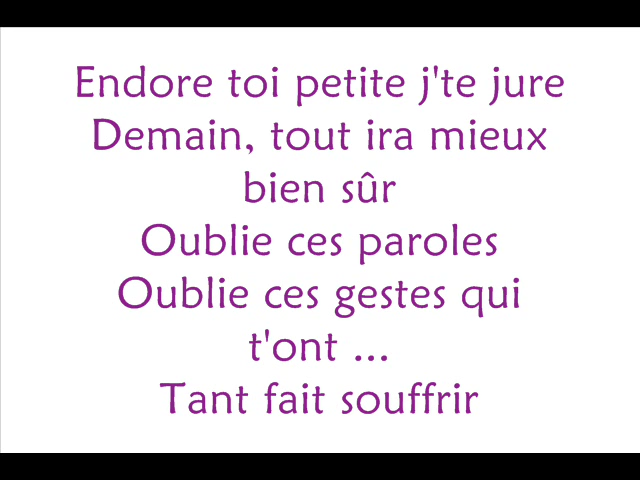 Endore toi petite j'te jure
Demain, tout ira mieux
bien sûr
Oublie ces paroles
Oublie ces gestes qui
t'ont ...
Tant fait souffrir